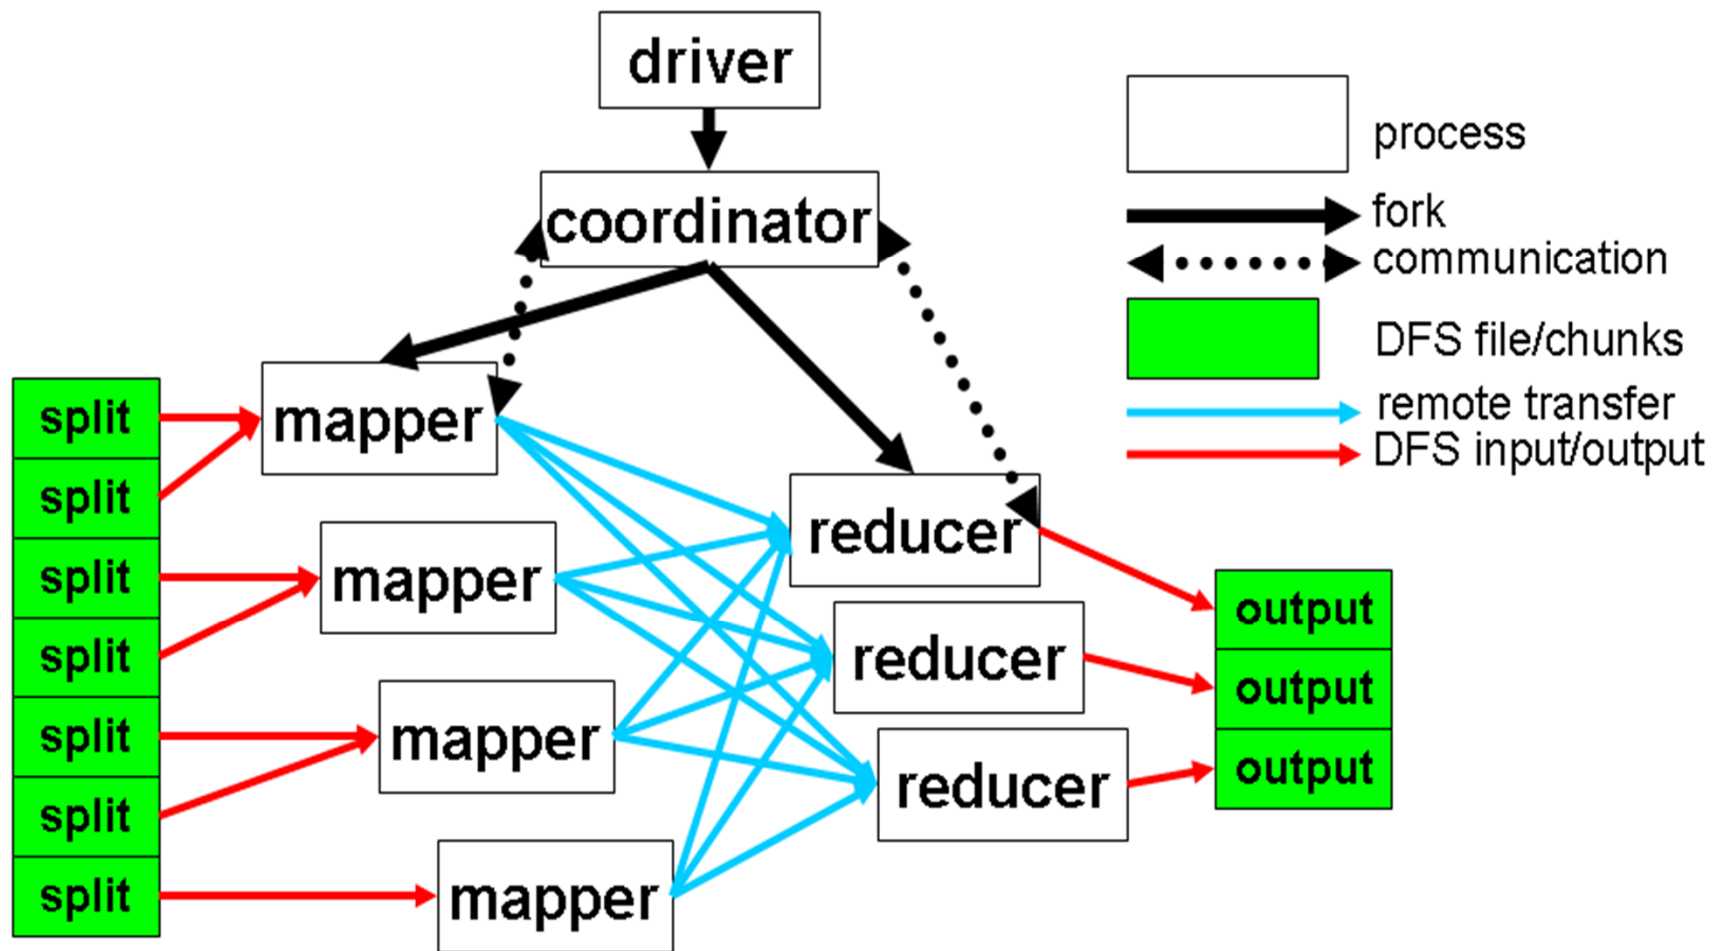 driver
coordinator
process
fork
communication
DFS file/chunks
remote transfer
DFS input/output
split
split
split
split
split
split
split
mapper
mapper
mapper
mapper
reducer
reducer
reducer
output
output
output